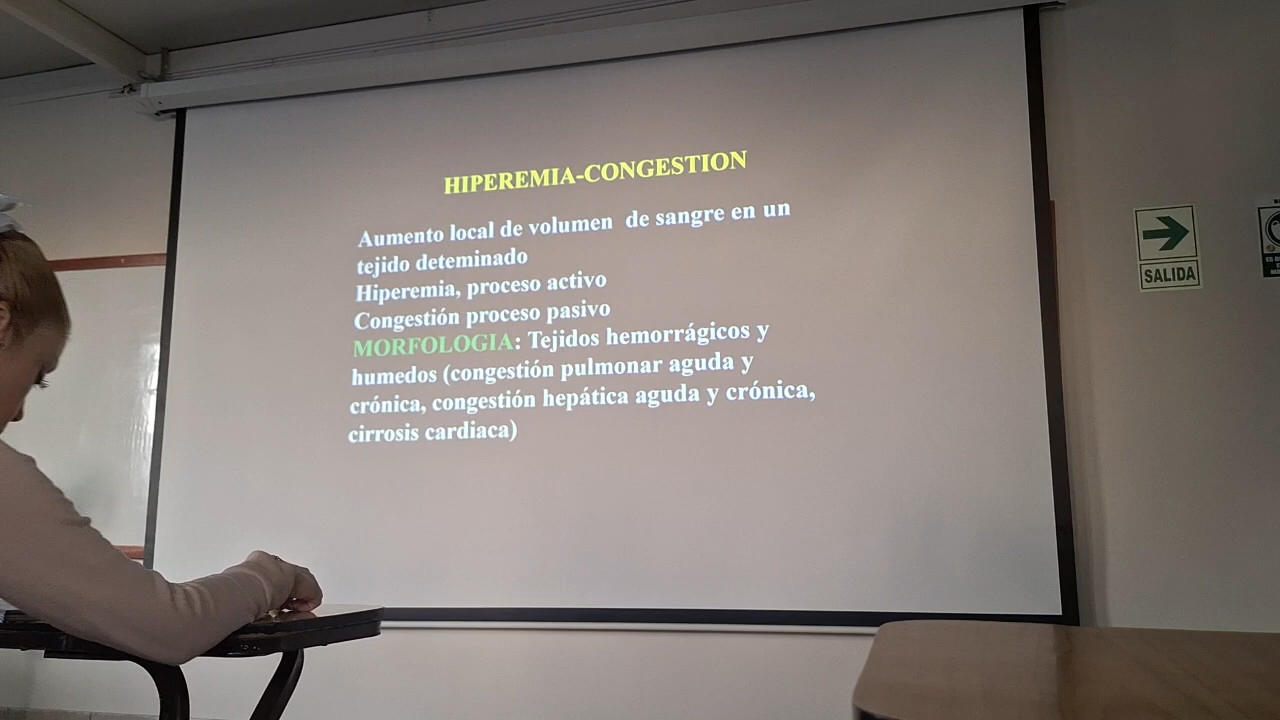 HIPEREMIA-CONGESTION
Aumento local de volumen de sangre en un
tejido deteminado
Hiperemia, proceso activo
Congestión proceso pasivo
MORFOLOGIA: Tejidos hemorrágicos y
humedos (congestión pulmonar aguda y
crónica, congestión hepática aguda y crónica,
cirrosis cardiaca)
SALIDA